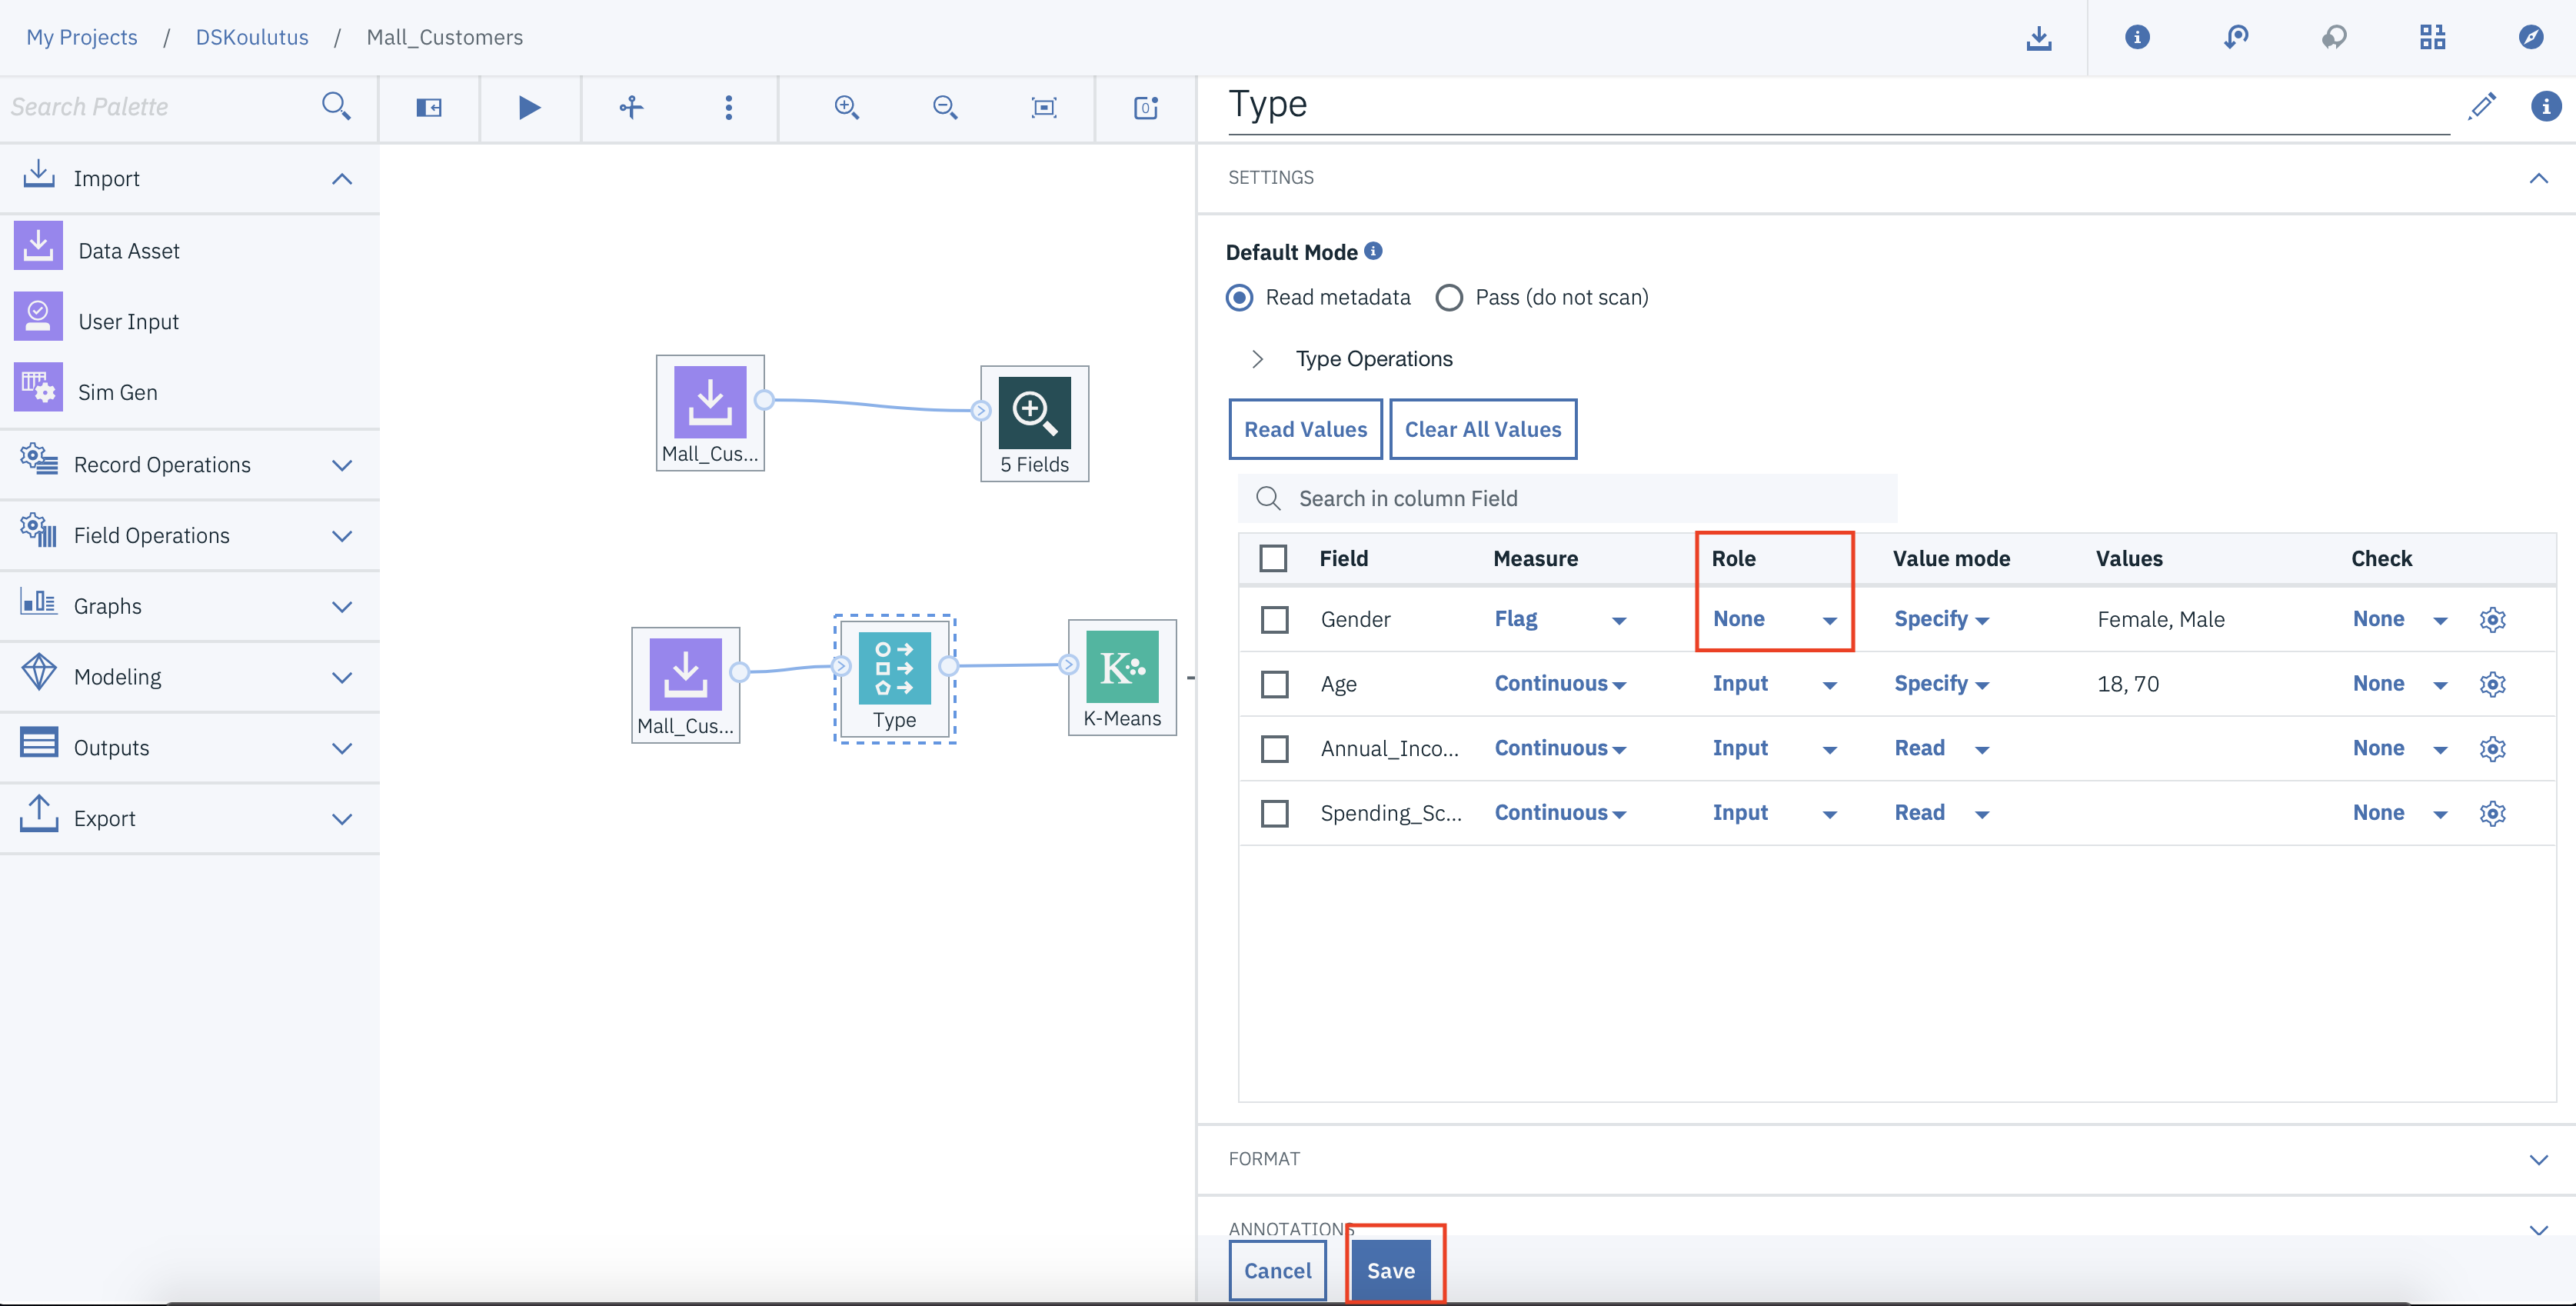 My Projects / DSKoulutus / Mall_Customers
Search Palette
Import
Data Asset
User Input
Sim Gen
Record Operations
Field Operations
Graphs
Modeling
Outputs
Export
0
Mall_Cus...
5 Fields
Mall_Cus...
Type
K
K-Means
Type
SETTINGS
Default Mode
Read metadata Pass (do not scan)
Type Operations
Read Values Clear All Values
Search in column Field
Field Measure Role Value mode Values Check
Gender Flag None Specify Female, Male None
Age Continuous Input Specify 18, 70 None
Annual_Inco... Continuous Input Read None
Spending_Sc... Continuous Input Read None
FORMAT
ANNOTATIONS
Cancel Save